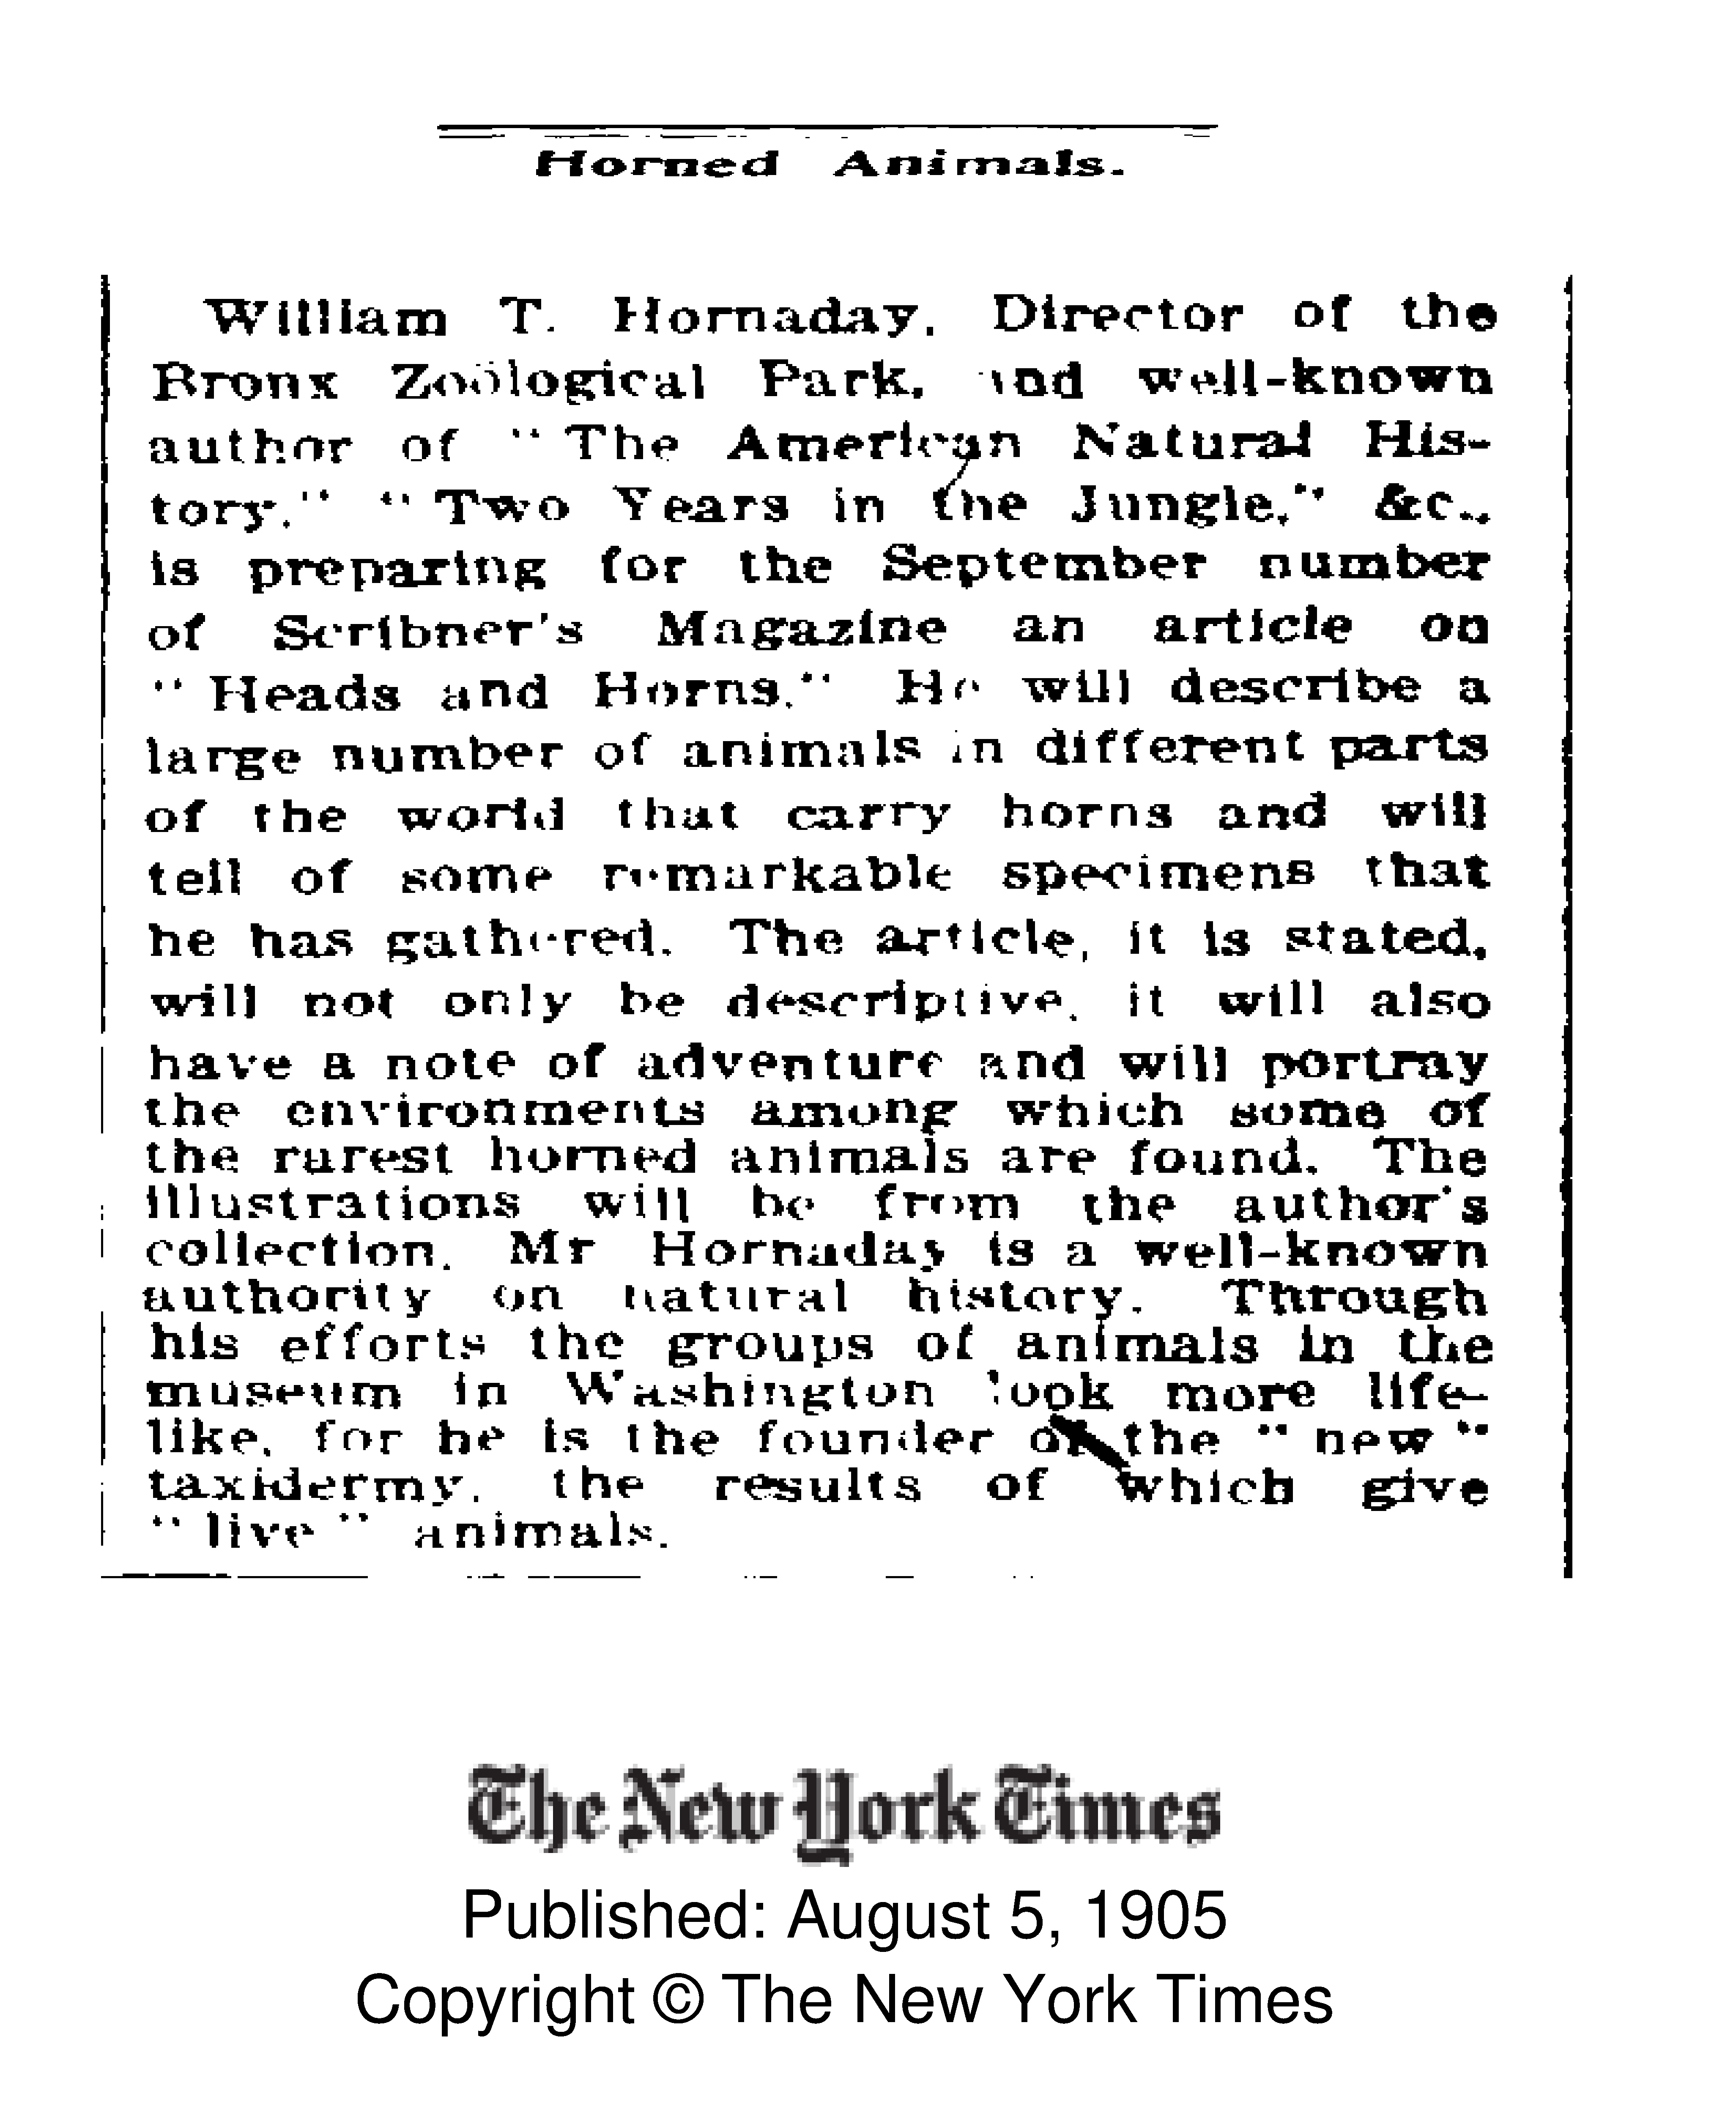 Horned Animals.
William T. Hornaday, Director of the
Bronx Zoölogical Park, and well-known
author of "The American Natural His-
tory," "Two Years in the Jungle," &c.,
is preparing for the September number
of Scribner's Magazine an article on
"Heads and Horns." He will describe a
large number of animals in different parts
of the world that carry horns and will
tell of some remarkable specimens that
he has gathered. The article, it is stated,
will not only be descriptive, it will also
have a note of adventure and will portray
the environments among which some of
the rarest horned animals are found. The
illustrations will be from the author's
collection. Mr Hornaday is a well-known
authority on natural history. Through
his efforts the groups of animals in the
museum in Washington look more life-
like, for he is the founder of the "new"
taxidermy, the results of which give
"live" animals.
The New York Times
Published: August 5, 1905
Copyright © The New York Times